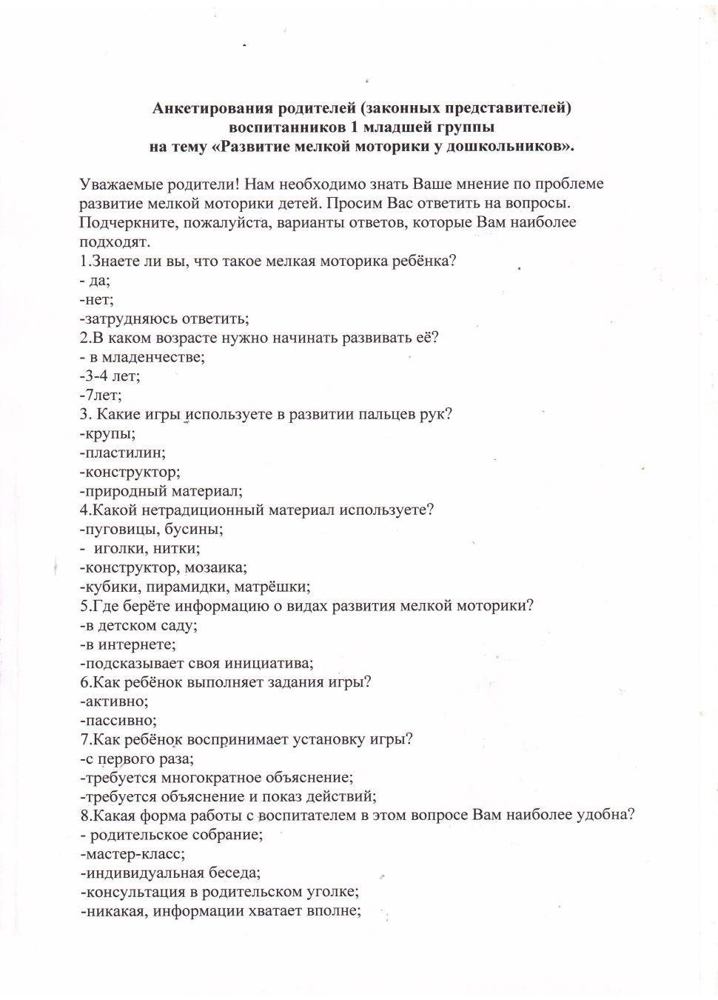 Анкетирования родителей (законных представителей)
воспитанников 1 младшей группы
на тему «Развитие мелкой моторики у дошкольников».
Уважаемые родители! Нам необходимо знать Ваше мнение по проблеме
развитие мелкой моторики детей. Просим Вас ответить на вопросы.
Подчеркните, пожалуйста, варианты ответов, которые Вам наиболее
подходят.
1.Знаете ли вы, что такое мелкая моторика ребёнка?
- да;
-нет;
-затрудняюсь ответить;
2.В каком возрасте нужно начинать развивать её?
- в младенчестве;
-3-4 лет;
-7лет;
3. Какие игры используете в развитии пальцев рук?
-крупы;
-пластилин;
-конструктор;
-природный материал;
4.Какой нетрадиционный материал используете?
-пуговицы, бусины;
-  иголки, нитки;
-конструктор, мозаика;
-кубики, пирамидки, матрёшки;
5.Где берёте информацию о видах развития мелкой моторики?
-в детском саду;
-в интернете;
-подсказывает своя инициатива;
6.Как ребёнок выполняет задания игры?
-активно;
-пассивно;
7.Как ребёнок воспринимает установку игры?
-с первого раза;
-требуется многократное объяснение;
-требуется объяснение и показ действий;
8.Какая форма работы с воспитателем в этом вопросе Вам наиболее удобна?
- родительское собрание;
-мастер-класс;
-индивидуальная беседа;
-консультация в родительском уголке;
-никакая, информации хватает вполне;